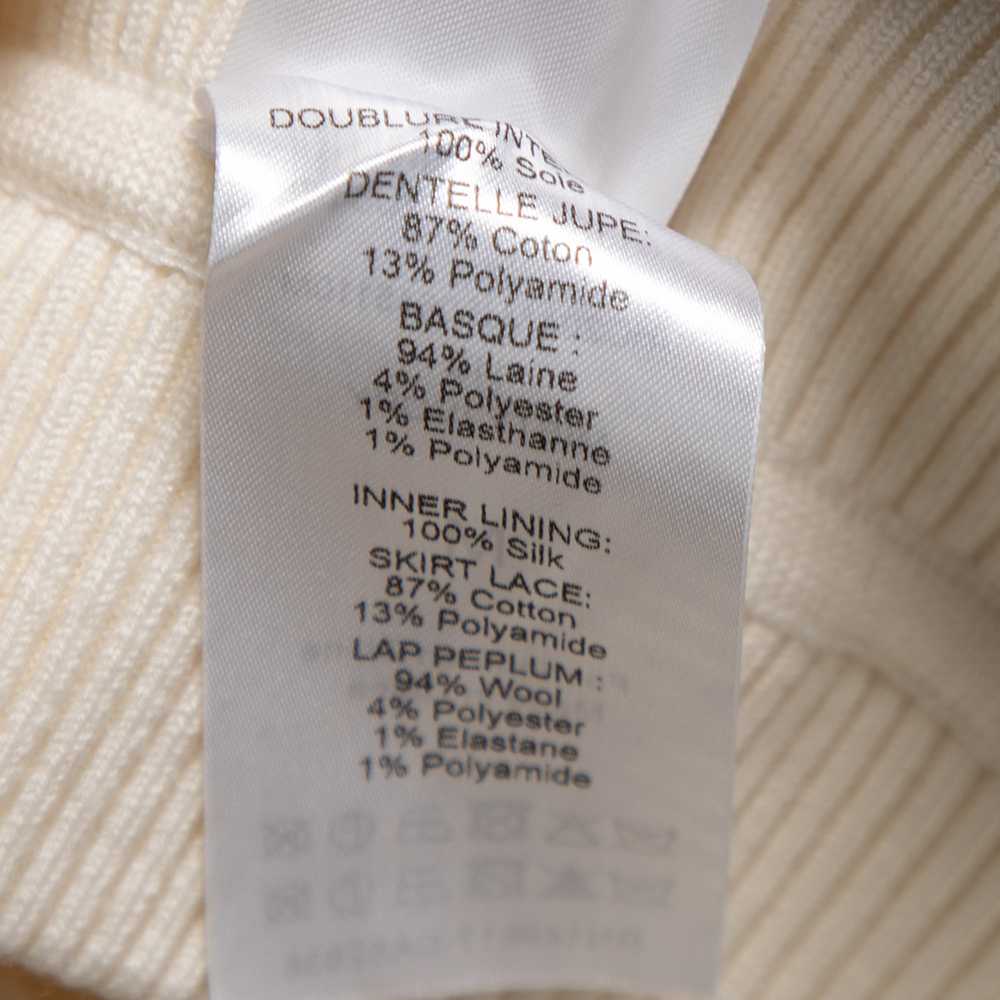 DOUBLURE
100% Soie
DENTELLE JUPE:
87% Coton
13% Polyamide
BASQUE :
94% Laine
4% Polyester
1% Elasthanne
1% Polyamide
INNER LINING:
100% Silk
SKIRT LACE:
87% Cotton
13% Polyamide
LAP PEPLUM :
94% Wool
4% Polyester
1% Elastane
1% Polyamide